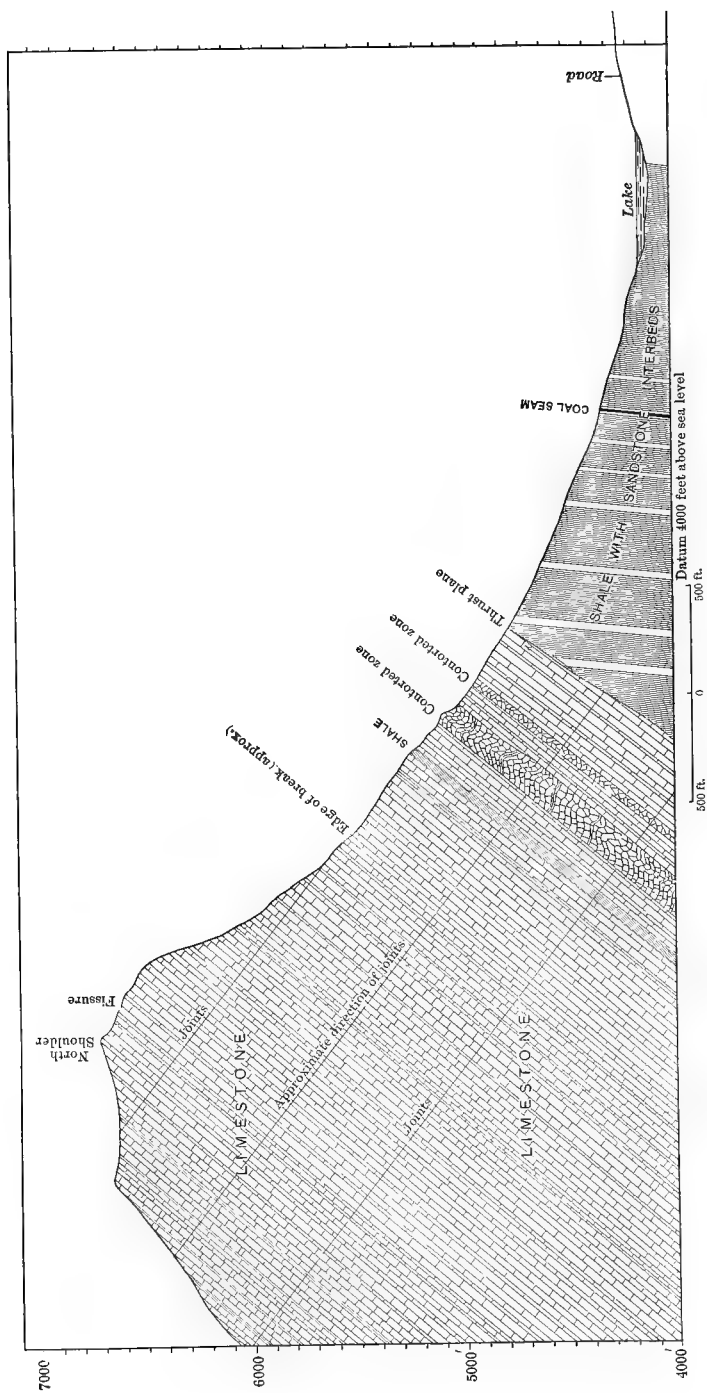 7000
6000
5000
4000
North
Shoulder
Fissure
Edge of break (approx.)
SHALE
Contorted zone
Contorted zone
Thrust plane
COAL SEAM
Lake
Road
Joints
LIMESTONE
Approximate direction of joints
Joints
LIMESTONE
SHALE WITH SANDSTONE INTERBEDS
Datum 4000 feet above sea level
500 ft. 0 500 ft.